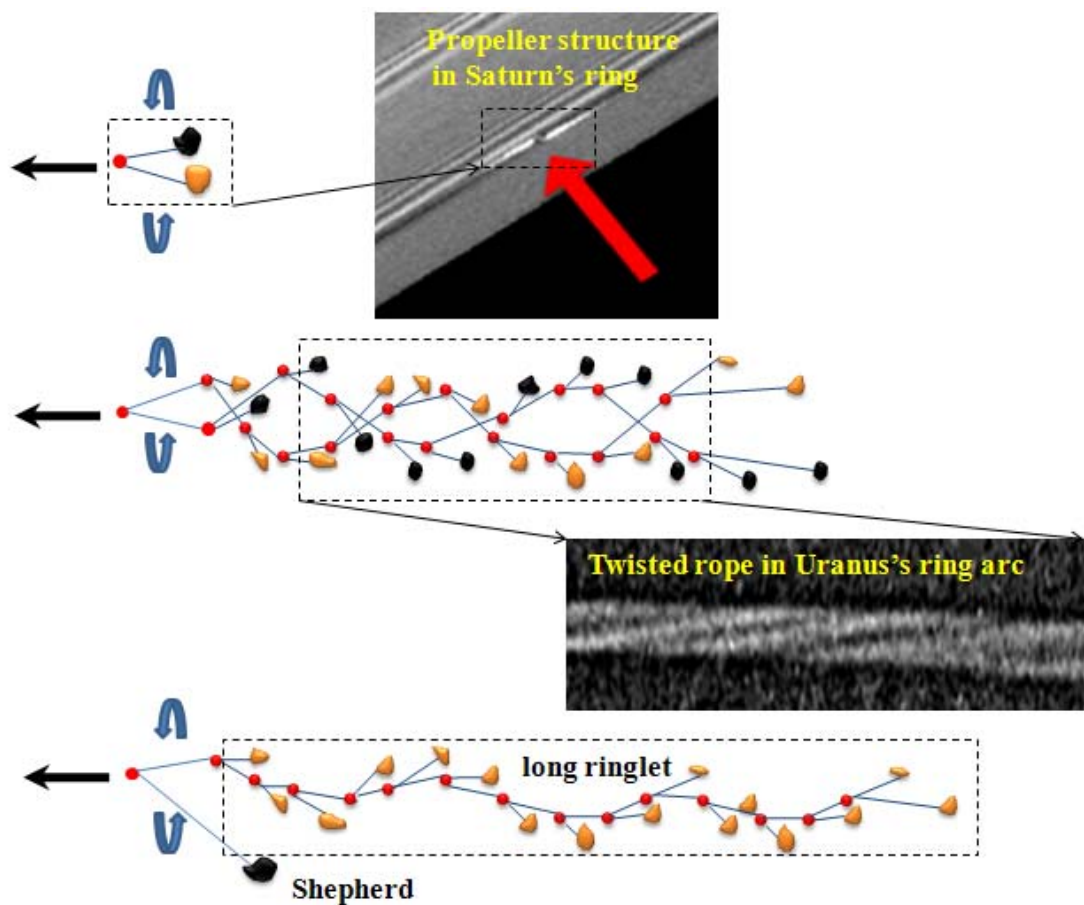 Propeller structure
in Saturn's ring
Twisted rope in Uranus's ring arc
long ringlet
Shepherd